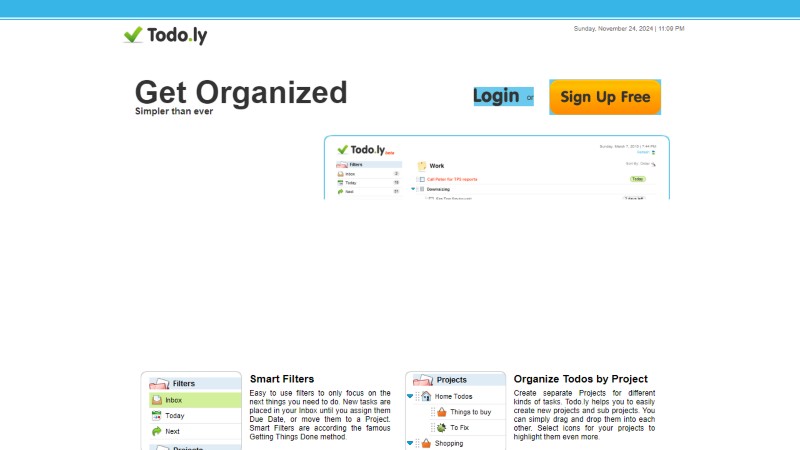 Todo.ly
Sunday, November 24, 2024 | 11:09 PM
Get Organized
Simpler than ever
Login or
Sign Up Free
Todo.ly beta
Filters
Inbox
Today
Next
Work
Call Peter for TPS reports
Today
Downsizing
Filters
Inbox
Today
Next
Projects
Smart Filters
Easy to use filters to only focus on the
next things you need to do. New tasks are
placed in your Inbox until you assign them
Due Date, or move them to a Project.
Smart Filters are according the famous
Getting Things Done method.
Projects
Home Todos
Things to buy
To Fix
Shopping
Organize Todos by Project
Create separate Projects for different
kinds of tasks. Todo.ly helps you to easily
create new projects and sub projects. You
can simply drag and drop them into each
other. Select icons for your projects to
highlight them even more.